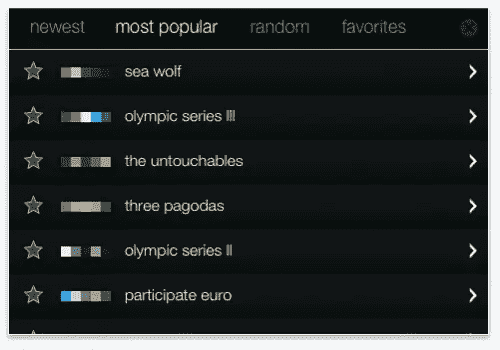 newest most popular random favorites
sea wolf
olympic series III
the untouchables
three pagodas
olympic series II
participate euro